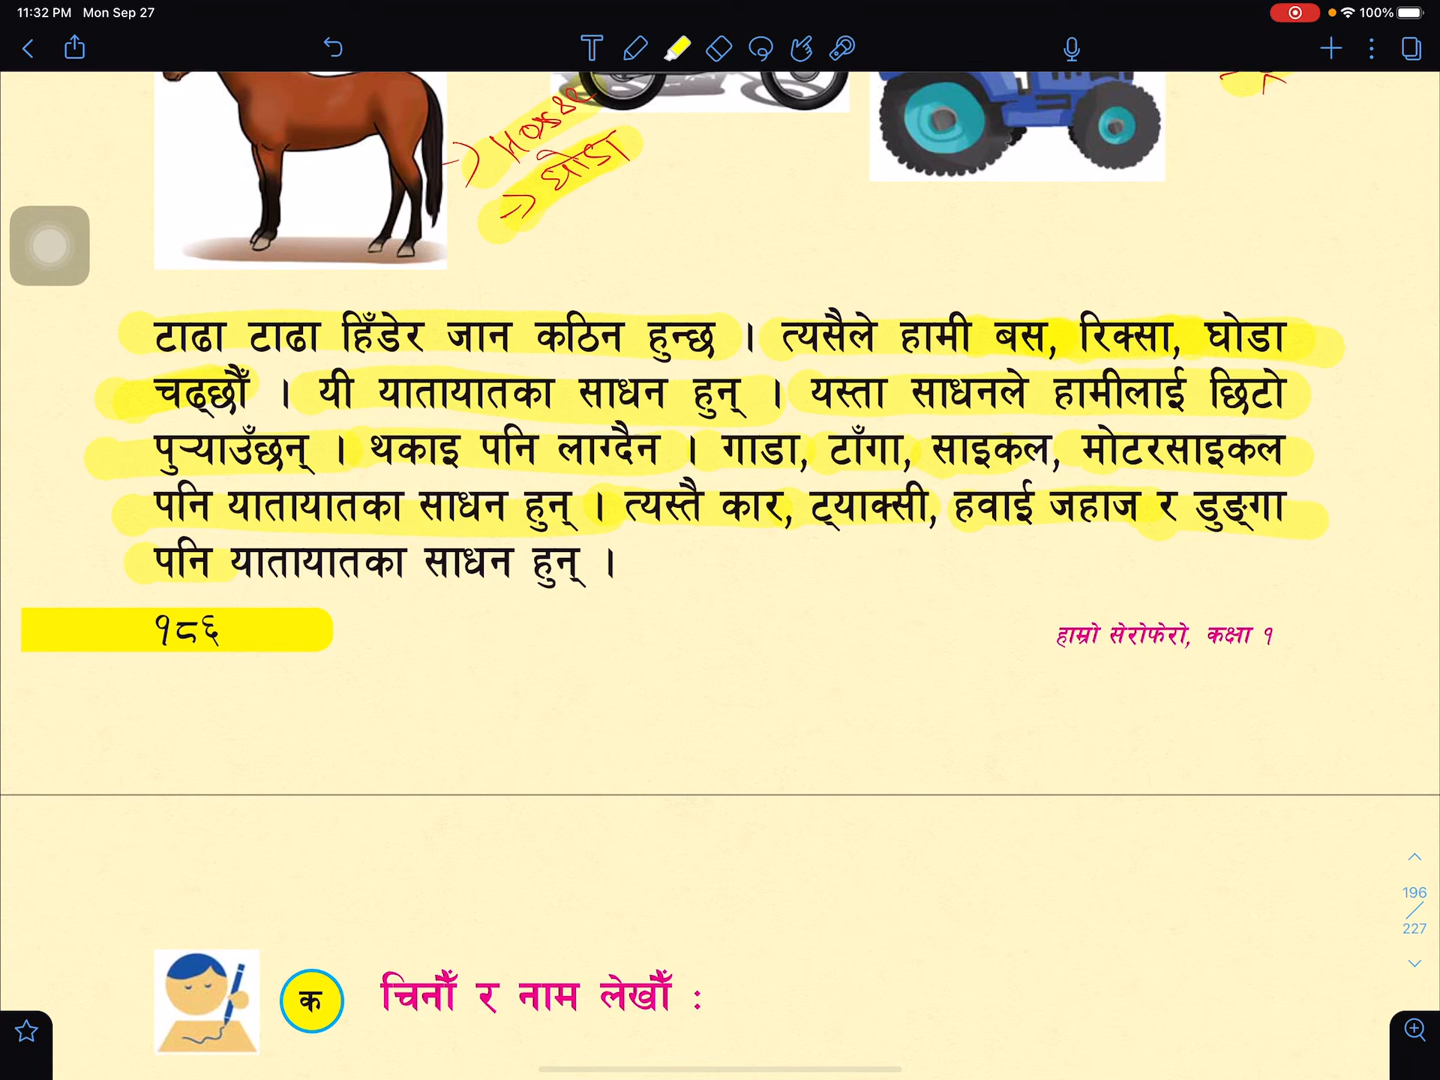 11:32 PM Mon Sep 27
100%
→ Horse
→ घोडा
टाढा टाढा हिँडेर जान कठिन हुन्छ । त्यसैले हामी बस, रिक्सा, घोडा
चढ्छौँ । यी यातायातका साधन हुन् । यस्ता साधनले हामीलाई छिटो
पुऱ्याउँछन् । थकाइ पनि लाग्दैन । गाडा, टाँगा, साइकल, मोटरसाइकल
पनि यातायातका साधन हुन् । त्यस्तै कार, ट्याक्सी, हवाई जहाज र डुङ्गा
पनि यातायातका साधन हुन् ।
१८६
हाम्रो सेरोफेरो, कक्षा १
196
/
227
क चिनौँ र नाम लेखौँ :